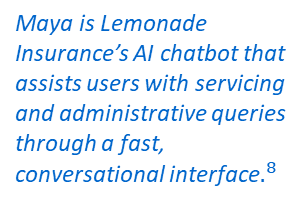 Maya is Lemonade
Insurance’s AI chatbot that
assists users with servicing
and administrative queries
through a fast,
conversational interface.⁸